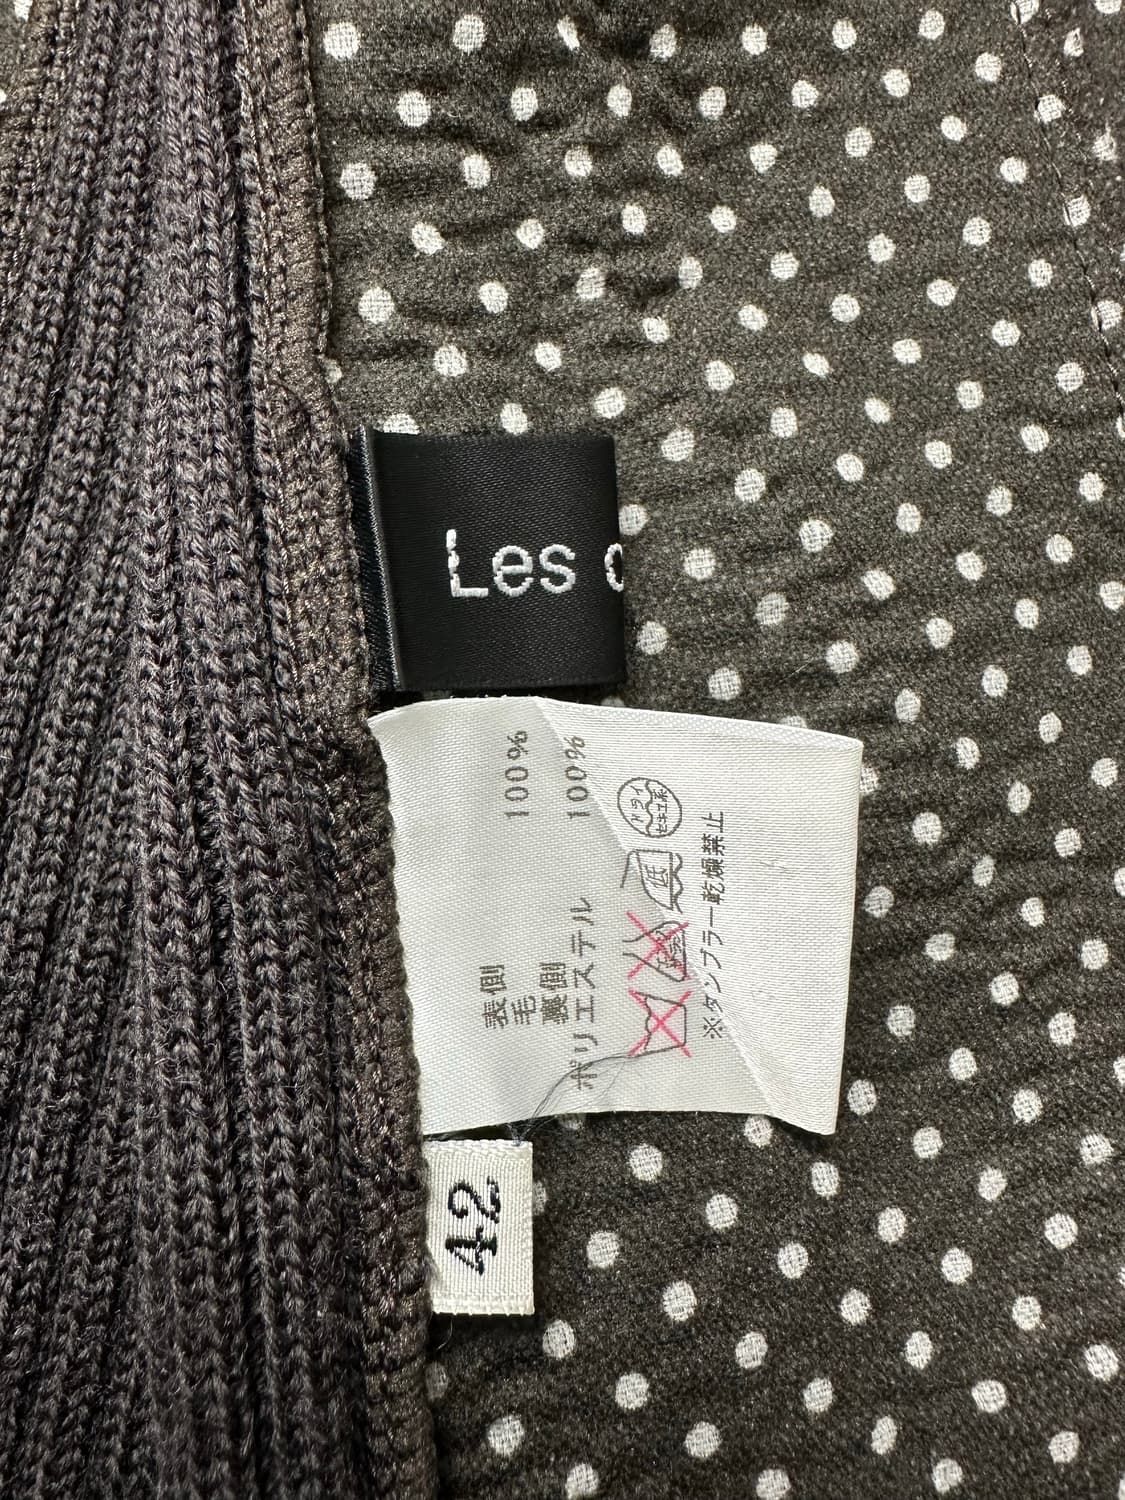 Les
表側
毛 100%
裏側
ポリエステル 100%
低
ドライ
セキユ系
※タンブラー乾燥禁止
42